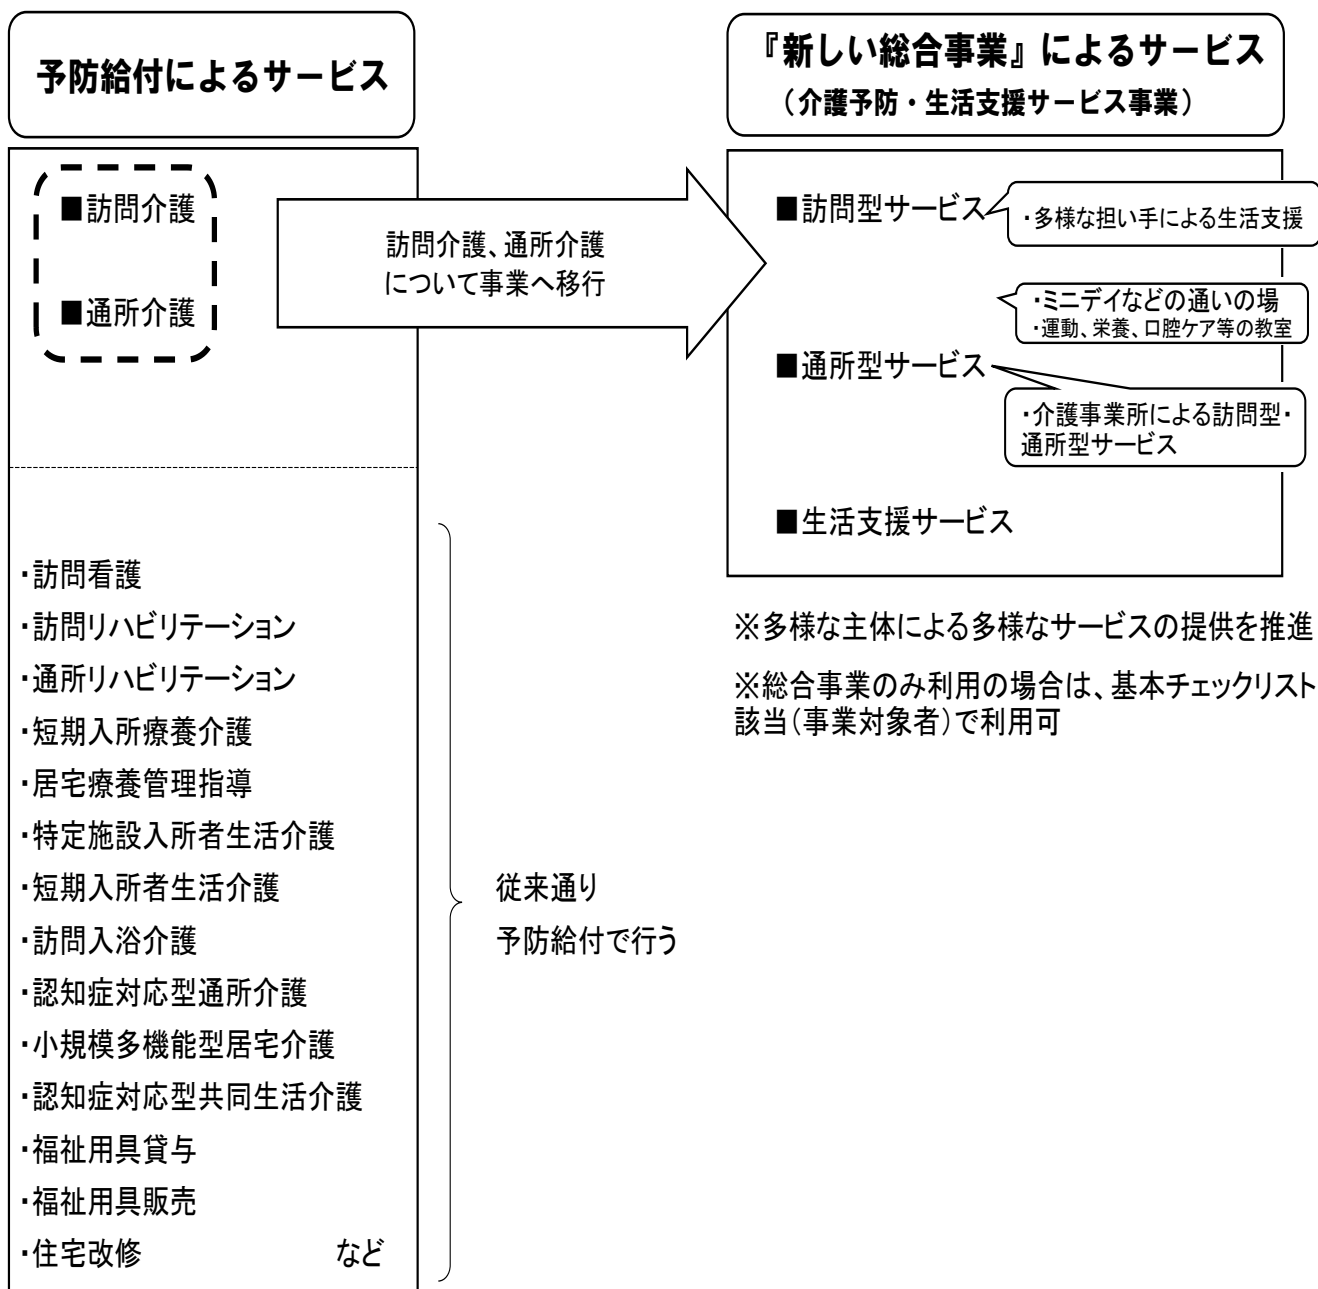 予防給付によるサービス
■訪問介護
■通所介護
訪問介護、通所介護
について事業へ移行
『新しい総合事業』によるサービス
（介護予防・生活支援サービス事業）
■訪問型サービス
・多様な担い手による生活支援
・ミニデイなどの通いの場
・運動、栄養、口腔ケア等の教室
■通所型サービス
・介護事業所による訪問型・
通所型サービス
■生活支援サービス
※多様な主体による多様なサービスの提供を推進
※総合事業のみ利用の場合は、基本チェックリスト
該当（事業対象者）で利用可
・訪問看護
・訪問リハビリテーション
・通所リハビリテーション
・短期入所療養介護
・居宅療養管理指導
・特定施設入所者生活介護
・短期入所者生活介護
・訪問入浴介護
・認知症対応型通所介護
・小規模多機能型居宅介護
・認知症対応型共同生活介護
・福祉用具貸与
・福祉用具販売
・住宅改修　など
従来通り
予防給付で行う